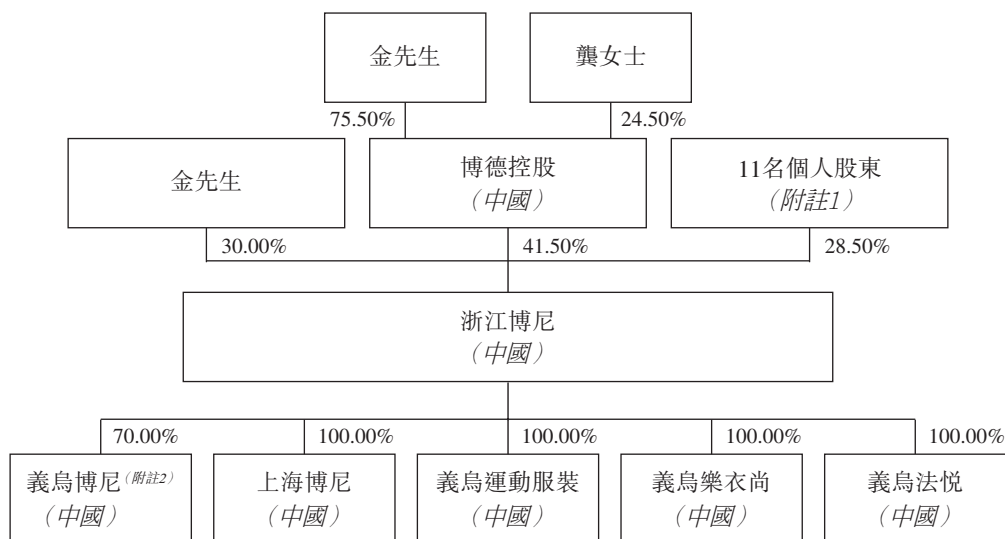 金先生
龔女士
75.50%
24.50%
金先生
博德控股
（中國）
11名個人股東
（附註1）
30.00%
41.50%
28.50%
浙江博尼
（中國）
70.00%
100.00%
100.00%
100.00%
100.00%
義烏博尼（附註2）
（中國）
上海博尼
（中國）
義烏運動服裝
（中國）
義烏樂衣尚
（中國）
義烏法悦
（中國）